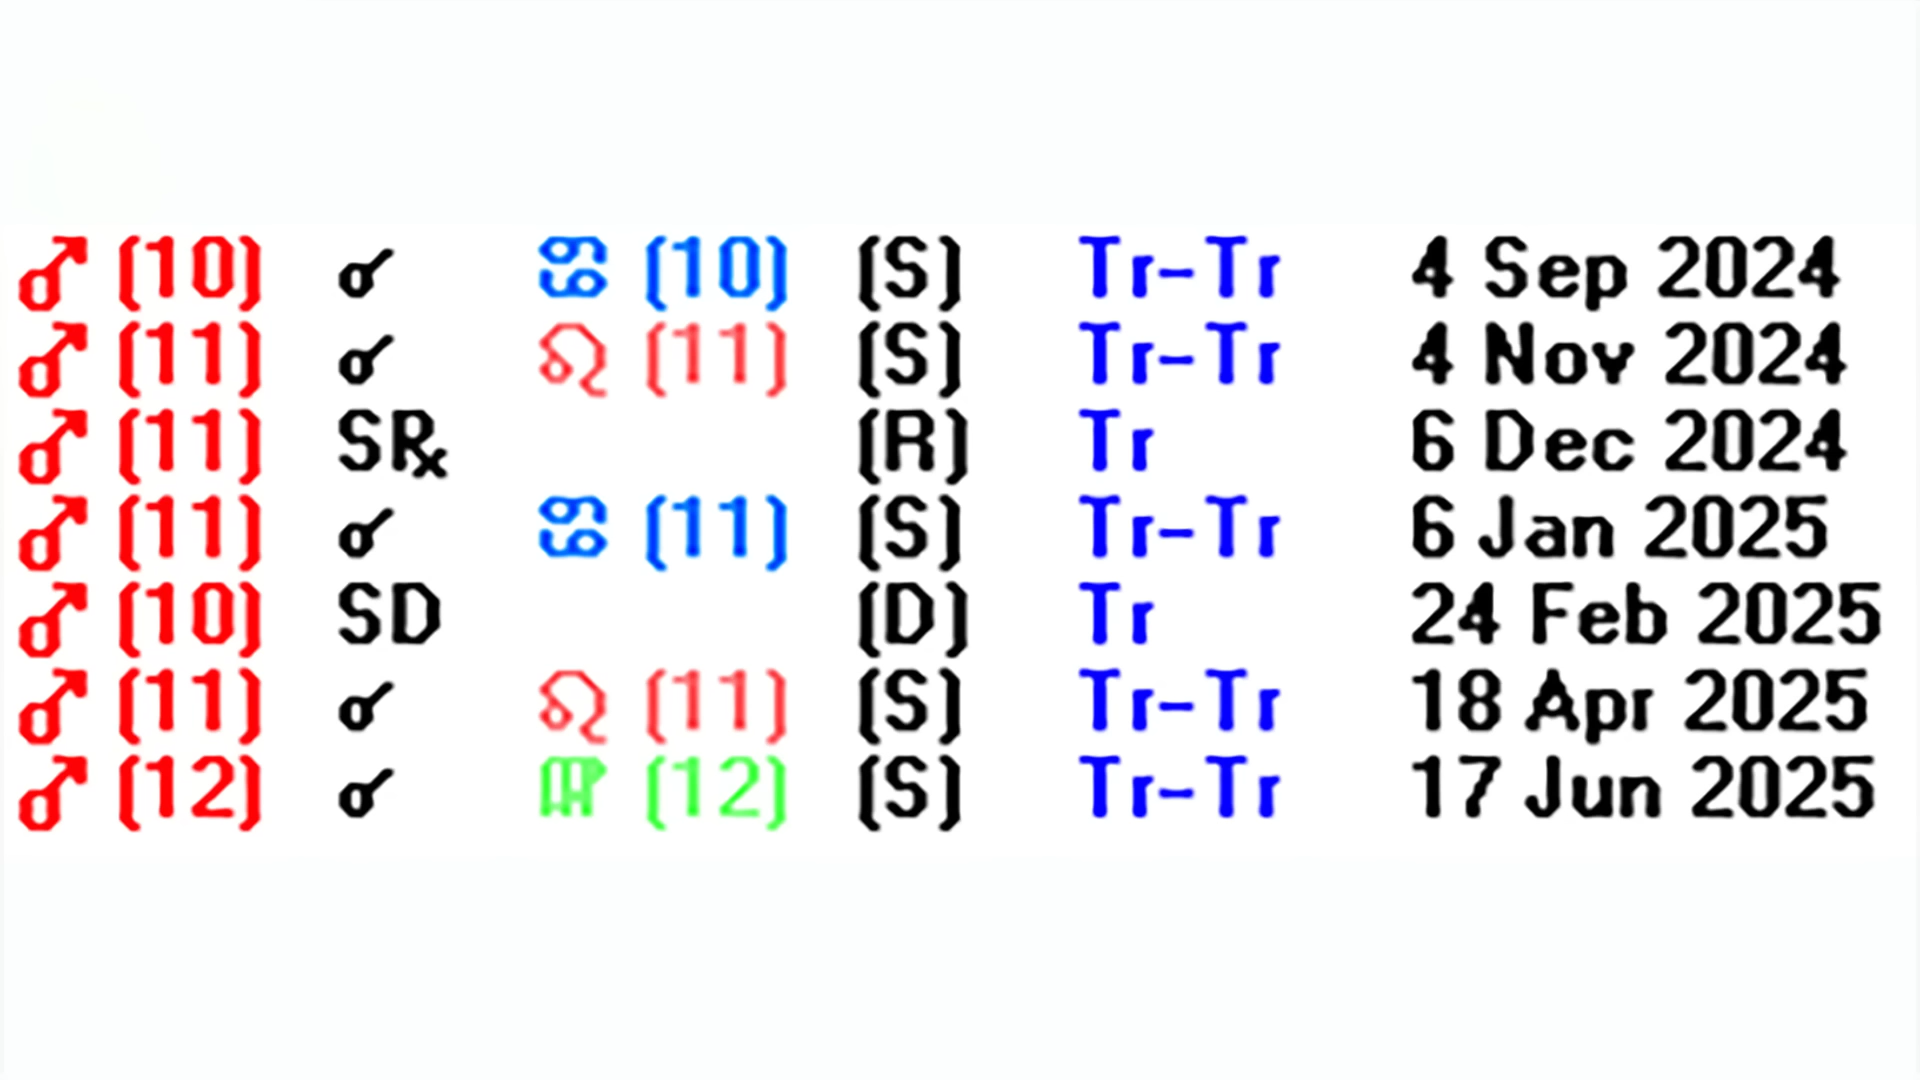 ♂ (10) ☌ ♋ (10) (S) Tr-Tr 4 Sep 2024
♂ (11) ☌ ♌ (11) (S) Tr-Tr 4 Nov 2024
♂ (11) S℞ (R) Tr 6 Dec 2024
♂ (11) ☌ ♋ (11) (S) Tr-Tr 6 Jan 2025
♂ (10) SD (D) Tr 24 Feb 2025
♂ (11) ☌ ♌ (11) (S) Tr-Tr 18 Apr 2025
♂ (12) ☌ ♍ (12) (S) Tr-Tr 17 Jun 2025